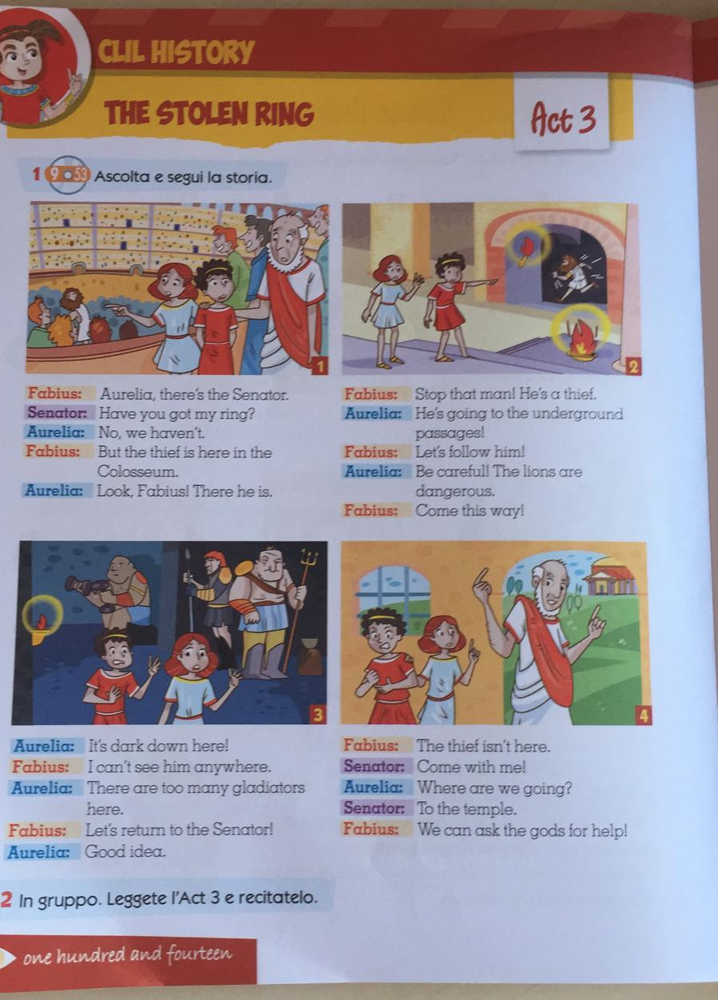 CLIL HISTORY
THE STOLEN RING
Act 3
1 9 53 Ascolta e segui la storia.
1
Fabius: Aurelia, there's the Senator.
Senator: Have you got my ring?
Aurelia: No, we haven't.
Fabius: But the thief is here in the
Colosseum.
Aurelia: Look, Fabius! There he is.
2
Fabius: Stop that man! He's a thief.
Aurelia: He's going to the underground
passages!
Fabius: Let's follow him!
Aurelia: Be careful! The lions are
dangerous.
Fabius: Come this way!
3
Aurelia: It's dark down here!
Fabius: I can't see him anywhere.
Aurelia: There are too many gladiators
here.
Fabius: Let's return to the Senator!
Aurelia: Good idea.
4
Fabius: The thief isn't here.
Senator: Come with me!
Aurelia: Where are we going?
Senator: To the temple.
Fabius: We can ask the gods for help!
2 In gruppo. Leggete l'Act 3 e recitatelo.
one hundred and fourteen